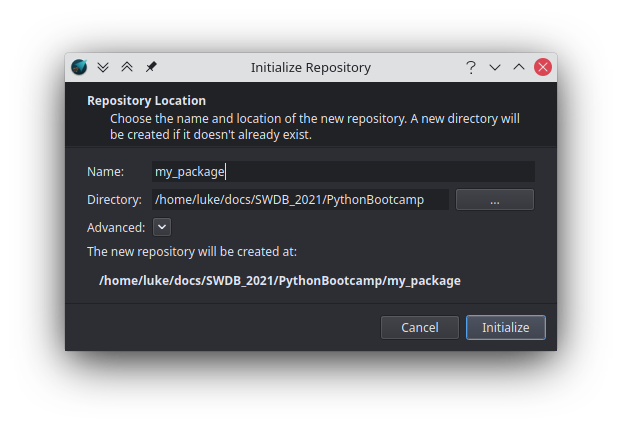 Initialize Repository
?
Repository Location
Choose the name and location of the new repository. A new directory will
be created if it doesn't already exist.
Name: my_package
Directory: /home/luke/docs/SWDB_2021/PythonBootcamp ...
Advanced:
The new repository will be created at:
/home/luke/docs/SWDB_2021/PythonBootcamp/my_package
Cancel Initialize